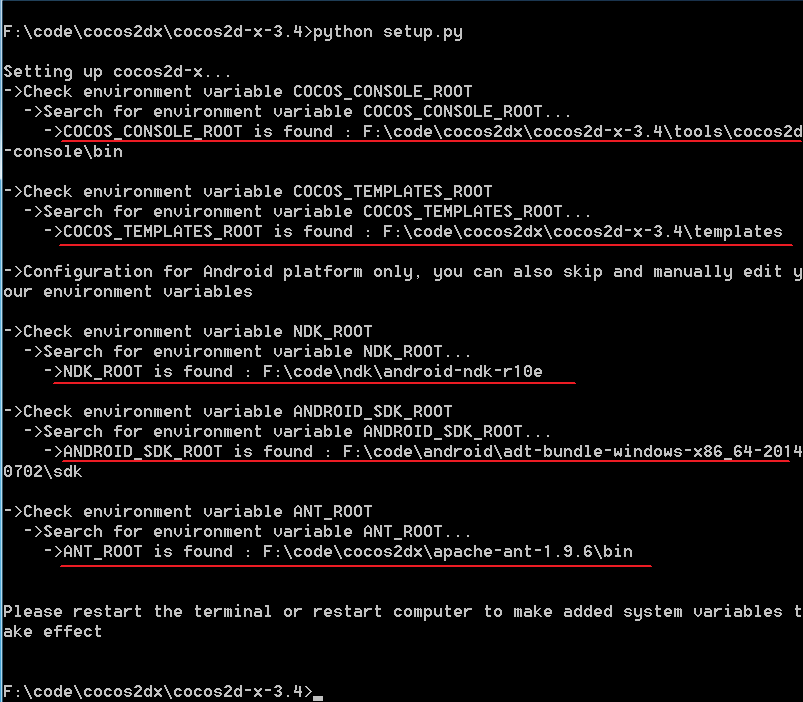 F:\code\cocos2dx\cocos2d-x-3.4>python setup.py
Setting up cocos2d-x...
->Check environment variable COCOS_CONSOLE_ROOT
->Search for environment variable COCOS_CONSOLE_ROOT...
->COCOS_CONSOLE_ROOT is found : F:\code\cocos2dx\cocos2d-x-3.4\tools\cocos2d
-console\bin
->Check environment variable COCOS_TEMPLATES_ROOT
->Search for environment variable COCOS_TEMPLATES_ROOT...
->COCOS_TEMPLATES_ROOT is found : F:\code\cocos2dx\cocos2d-x-3.4\templates
->Configuration for Android platform only, you can also skip and manually edit y
our environment variables
->Check environment variable NDK_ROOT
->Search for environment variable NDK_ROOT...
->NDK_ROOT is found : F:\code\ndk\android-ndk-r10e
->Check environment variable ANDROID_SDK_ROOT
->Search for environment variable ANDROID_SDK_ROOT...
->ANDROID_SDK_ROOT is found : F:\code\android\adt-bundle-windows-x86_64-2014
0702\sdk
->Check environment variable ANT_ROOT
->Search for environment variable ANT_ROOT...
->ANT_ROOT is found : F:\code\cocos2dx\apache-ant-1.9.6\bin
Please restart the terminal or restart computer to make added system variables t
ake effect
F:\code\cocos2dx\cocos2d-x-3.4>_